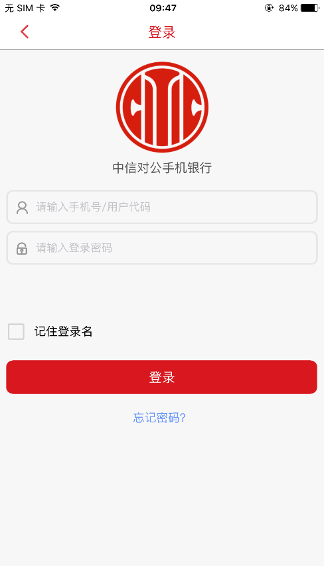 无 SIM 卡 09:47 84%
登录
中信对公手机银行
请输入手机号/用户代码
请输入登录密码
记住登录名
登录
忘记密码?